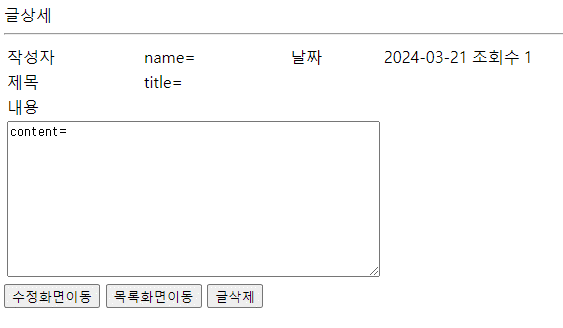 글상세
작성자 name= 날짜 2024-03-21 조회수 1
제목 title=
내용
content=
수정화면이동 목록화면이동 글삭제